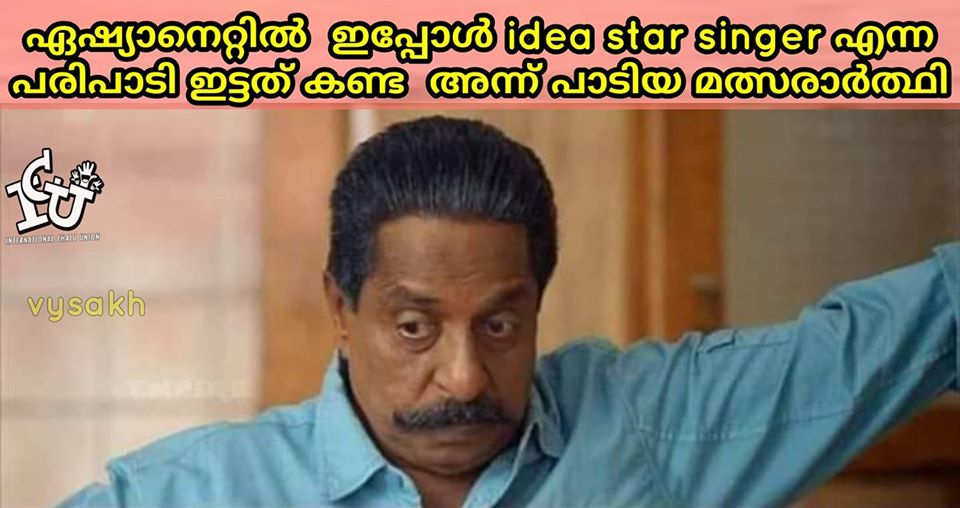 ഏഷ്യാനെറ്റിൽ ഇപ്പോൾ idea star singer എന്ന
പരിപാടി ഇട്ടത് കണ്ട അന്ന് പാടിയ മത്സരാർത്ഥി
ICU
INTERNATIONAL CHALU UNION
vysakh